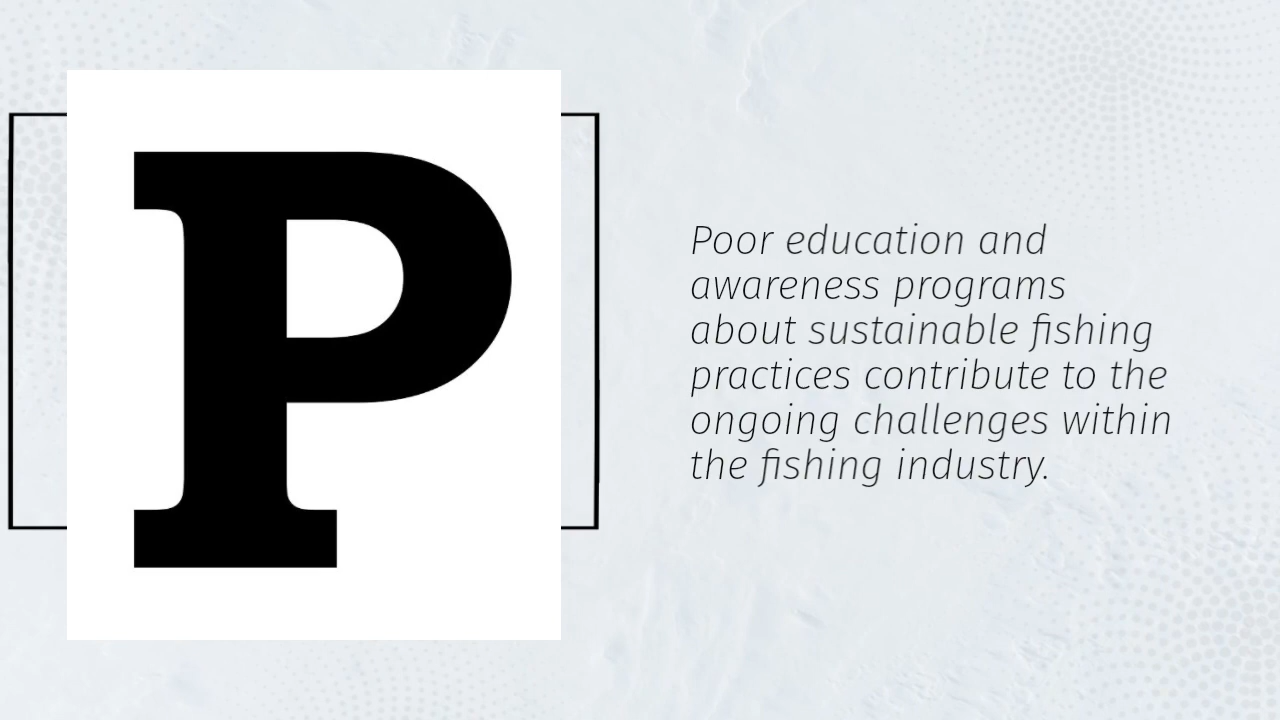 P
Poor education and
awareness programs
about sustainable fishing
practices contribute to the
ongoing challenges within
the fishing industry.